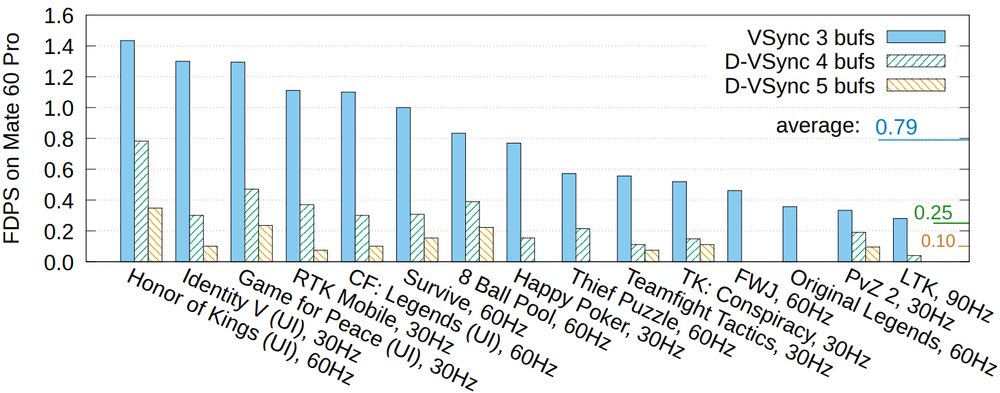 FDPS on Mate 60 Pro
1.6
1.4
1.2
1.0
0.8
0.6
0.4
0.2
0.0
VSync 3 bufs
D-VSync 4 bufs
D-VSync 5 bufs
average: 0.79
0.25
0.10
Honor of Kings (UI), 60Hz
Identity V (UI), 30Hz
Game for Peace (UI), 30Hz
RTK Mobile, 30Hz
CF: Legends (UI), 60Hz
Survive, 60Hz
8 Ball Pool, 60Hz
Happy Poker, 30Hz
Thief Puzzle, 60Hz
Teamfight Tactics, 30Hz
TK: Conspiracy, 30Hz
FWJ, 60Hz
Original Legends, 60Hz
PvZ 2, 30Hz
LTK, 90Hz